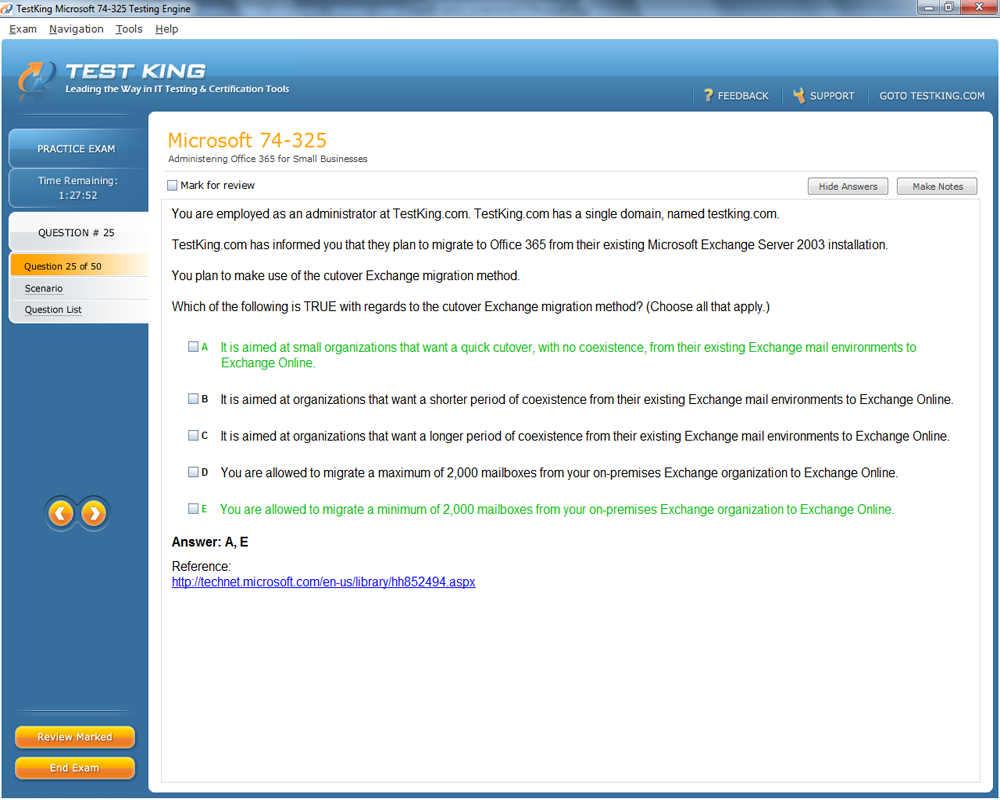 TestKing Microsoft 74-325 Testing Engine
Exam Navigation Tools Help
TEST KING
Leading the Way in IT Testing & Certification Tools
FEEDBACK SUPPORT GOTO TESTKING.COM
PRACTICE EXAM
Time Remaining:
1:27:52
QUESTION # 25
Question 25 of 50
Scenario
Question List
Microsoft 74-325
Administering Office 365 for Small Businesses
Mark for review
Hide Answers Make Notes
You are employed as an administrator at TestKing.com. TestKing.com has a single domain, named testking.com.
TestKing.com has informed you that they plan to migrate to Office 365 from their existing Microsoft Exchange Server 2003 installation.
You plan to make use of the cutover Exchange migration method.
Which of the following is TRUE with regards to the cutover Exchange migration method? (Choose all that apply.)
A It is aimed at small organizations that want a quick cutover, with no coexistence, from their existing Exchange mail environments to
Exchange Online.
B It is aimed at organizations that want a shorter period of coexistence from their existing Exchange mail environments to Exchange Online.
C It is aimed at organizations that want a longer period of coexistence from their existing Exchange mail environments to Exchange Online.
D You are allowed to migrate a maximum of 2,000 mailboxes from your on-premises Exchange organization to Exchange Online.
E You are allowed to migrate a minimum of 2,000 mailboxes from your on-premises Exchange organization to Exchange Online.
Answer: A, E
Reference:
http://technet.microsoft.com/en-us/library/hh852494.aspx
Review Marked
End Exam